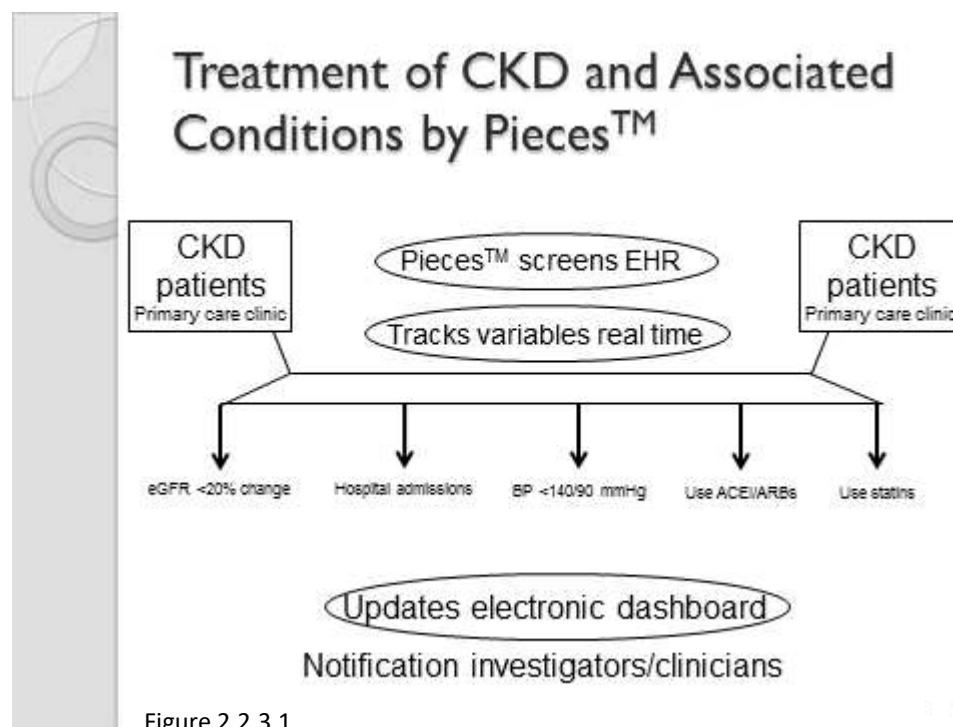 Treatment of CKD and Associated
Conditions by Pieces™
CKD
patients
Primary care clinic
Pieces™ screens EHR
Tracks variables real time
CKD
patients
Primary care clinic
eGFR <20% change
Hospital admissions
BP <140/90 mmHg
Use ACEI/ARBs
Use statins
Updates electronic dashboard
Notification investigators/clinicians
Figure 2.2.3.1